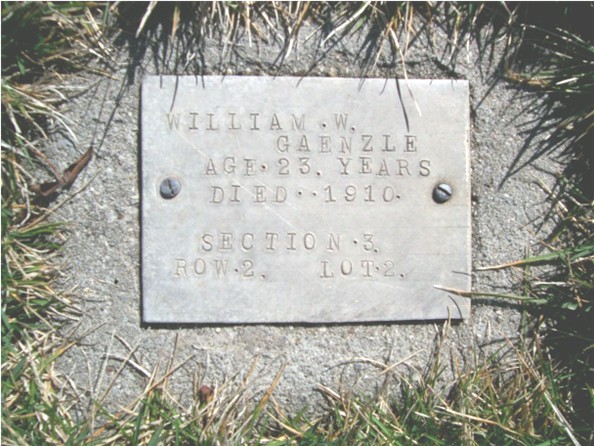 WILLIAM.W.
GAENZLE
AGE.23.YEARS
DIED..1910.
SECTION.3.
ROW.2. LOT.2.